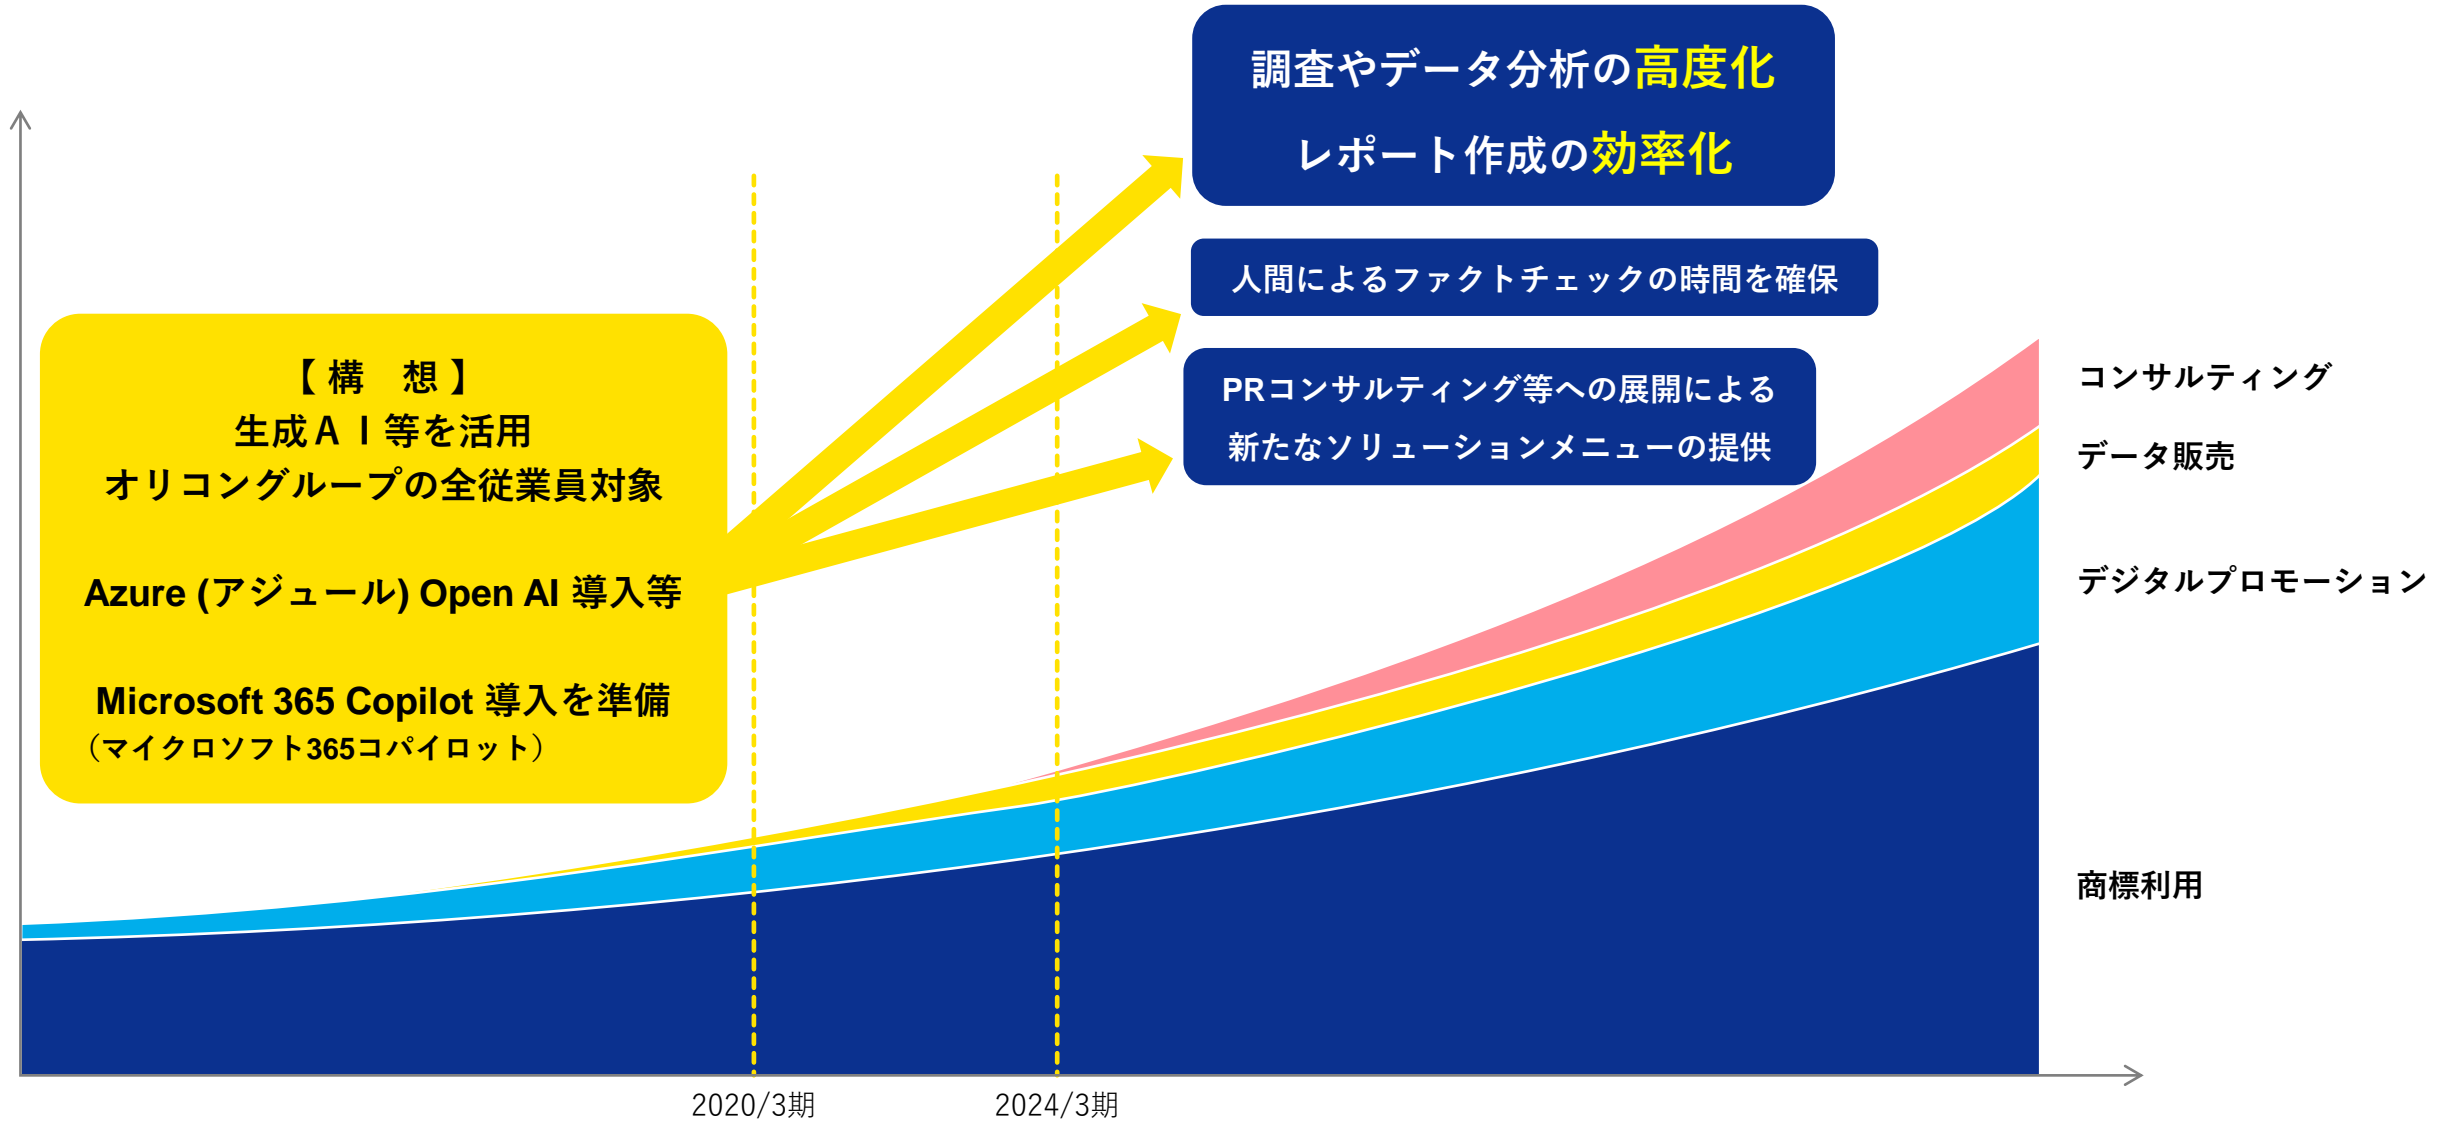 調査やデータ分析の高度化
レポート作成の効率化
人間によるファクトチェックの時間を確保
PRコンサルティング等への展開による
新たなソリューションメニューの提供
【 構　想 】
生成ＡＩ等を活用
オリコングループの全従業員対象
Azure (アジュール) Open AI 導入等
Microsoft 365 Copilot 導入を準備
（マイクロソフト365コパイロット）
コンサルティング
データ販売
デジタルプロモーション
商標利用
2020/3期
2024/3期